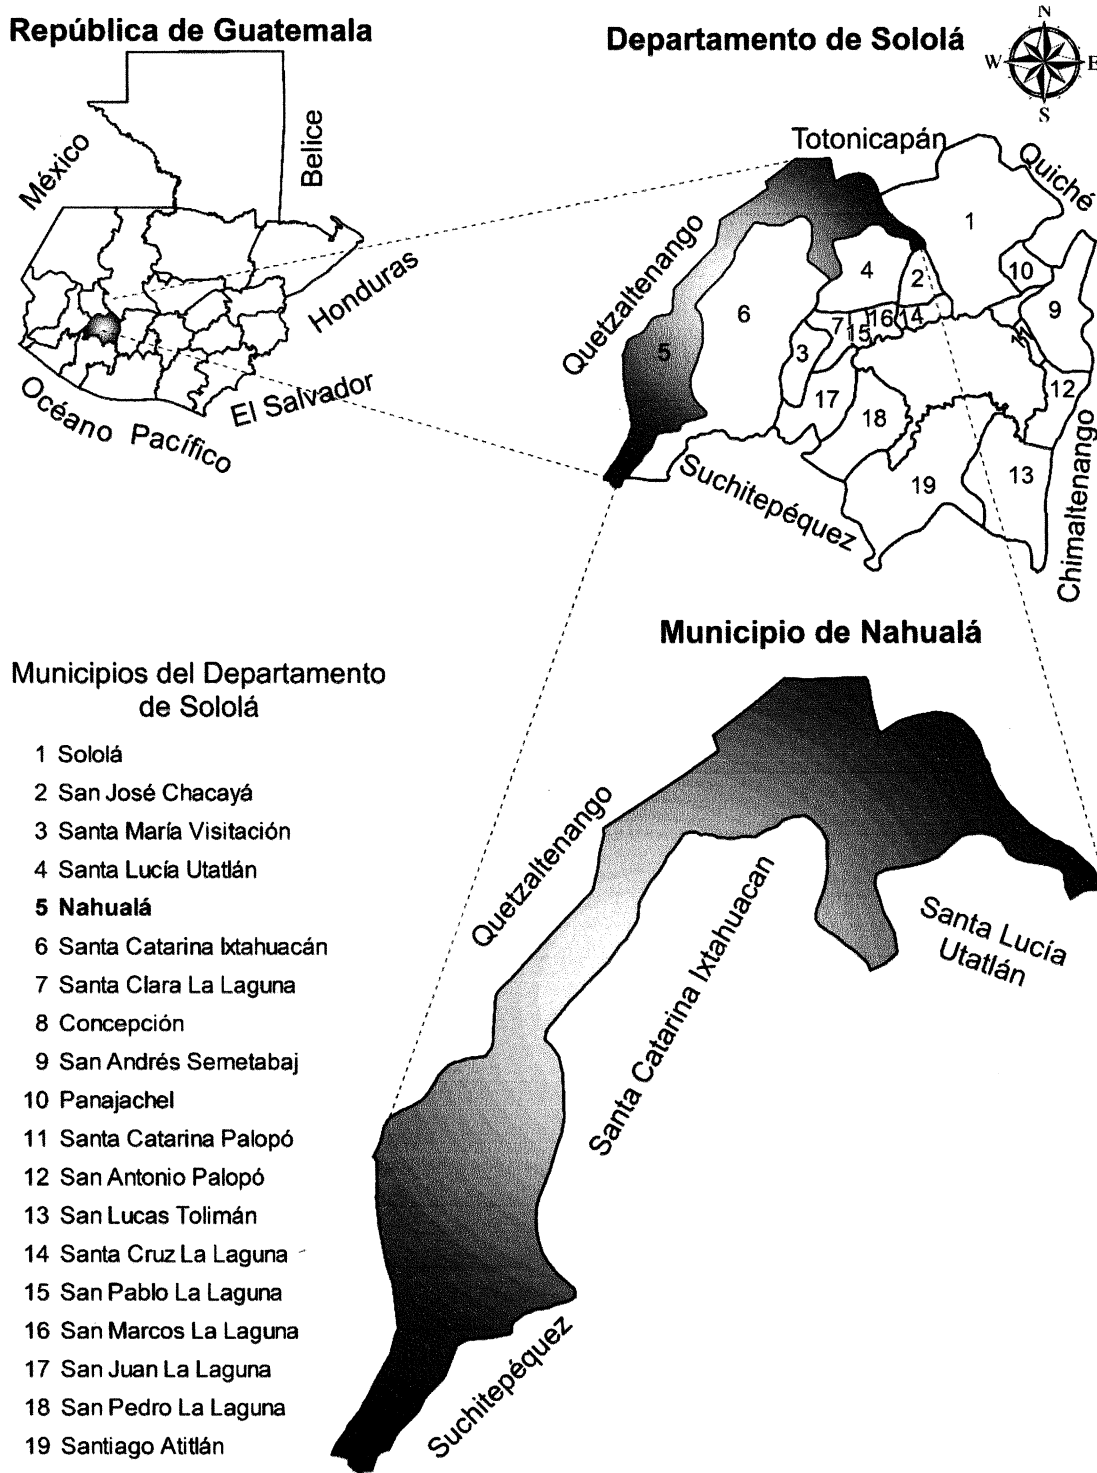 República de Guatemala
México
Belice
Honduras
El Salvador
Océano Pacífico
Departamento de Sololá
N
W
E
S
Totonicapán
Quiché
Quetzaltenango
Suchitepéquez
Chimaltenango
1
10
9
4
2
6
5
3
7
15
16
14
11
12
17
18
19
13
Municipio de Nahualá
Quetzaltenango
Santa Catarina Ixtahuacan
Santa Lucía
Utatlán
Suchitepéquez
Municipios del Departamento
de Sololá
1 Sololá
2 San José Chacayá
3 Santa María Visitación
4 Santa Lucía Utatlán
5 Nahualá
6 Santa Catarina Ixtahuacán
7 Santa Clara La Laguna
8 Concepción
9 San Andrés Semetabaj
10 Panajachel
11 Santa Catarina Palopó
12 San Antonio Palopó
13 San Lucas Tolimán
14 Santa Cruz La Laguna
15 San Pablo La Laguna
16 San Marcos La Laguna
17 San Juan La Laguna
18 San Pedro La Laguna
19 Santiago Atitlán